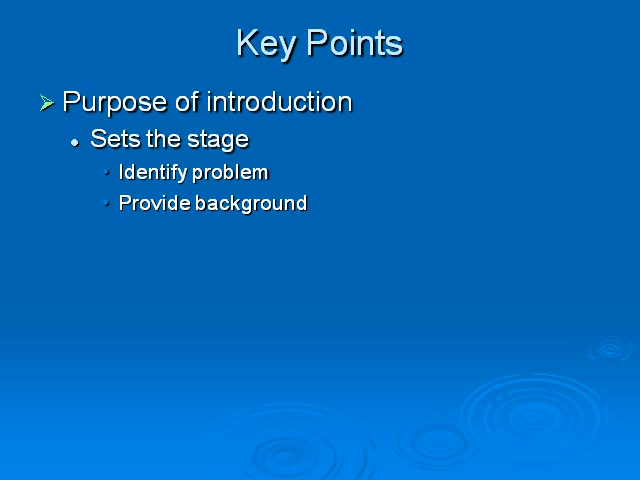 Key Points
Purpose of introduction
Sets the stage
Identify problem
Provide background